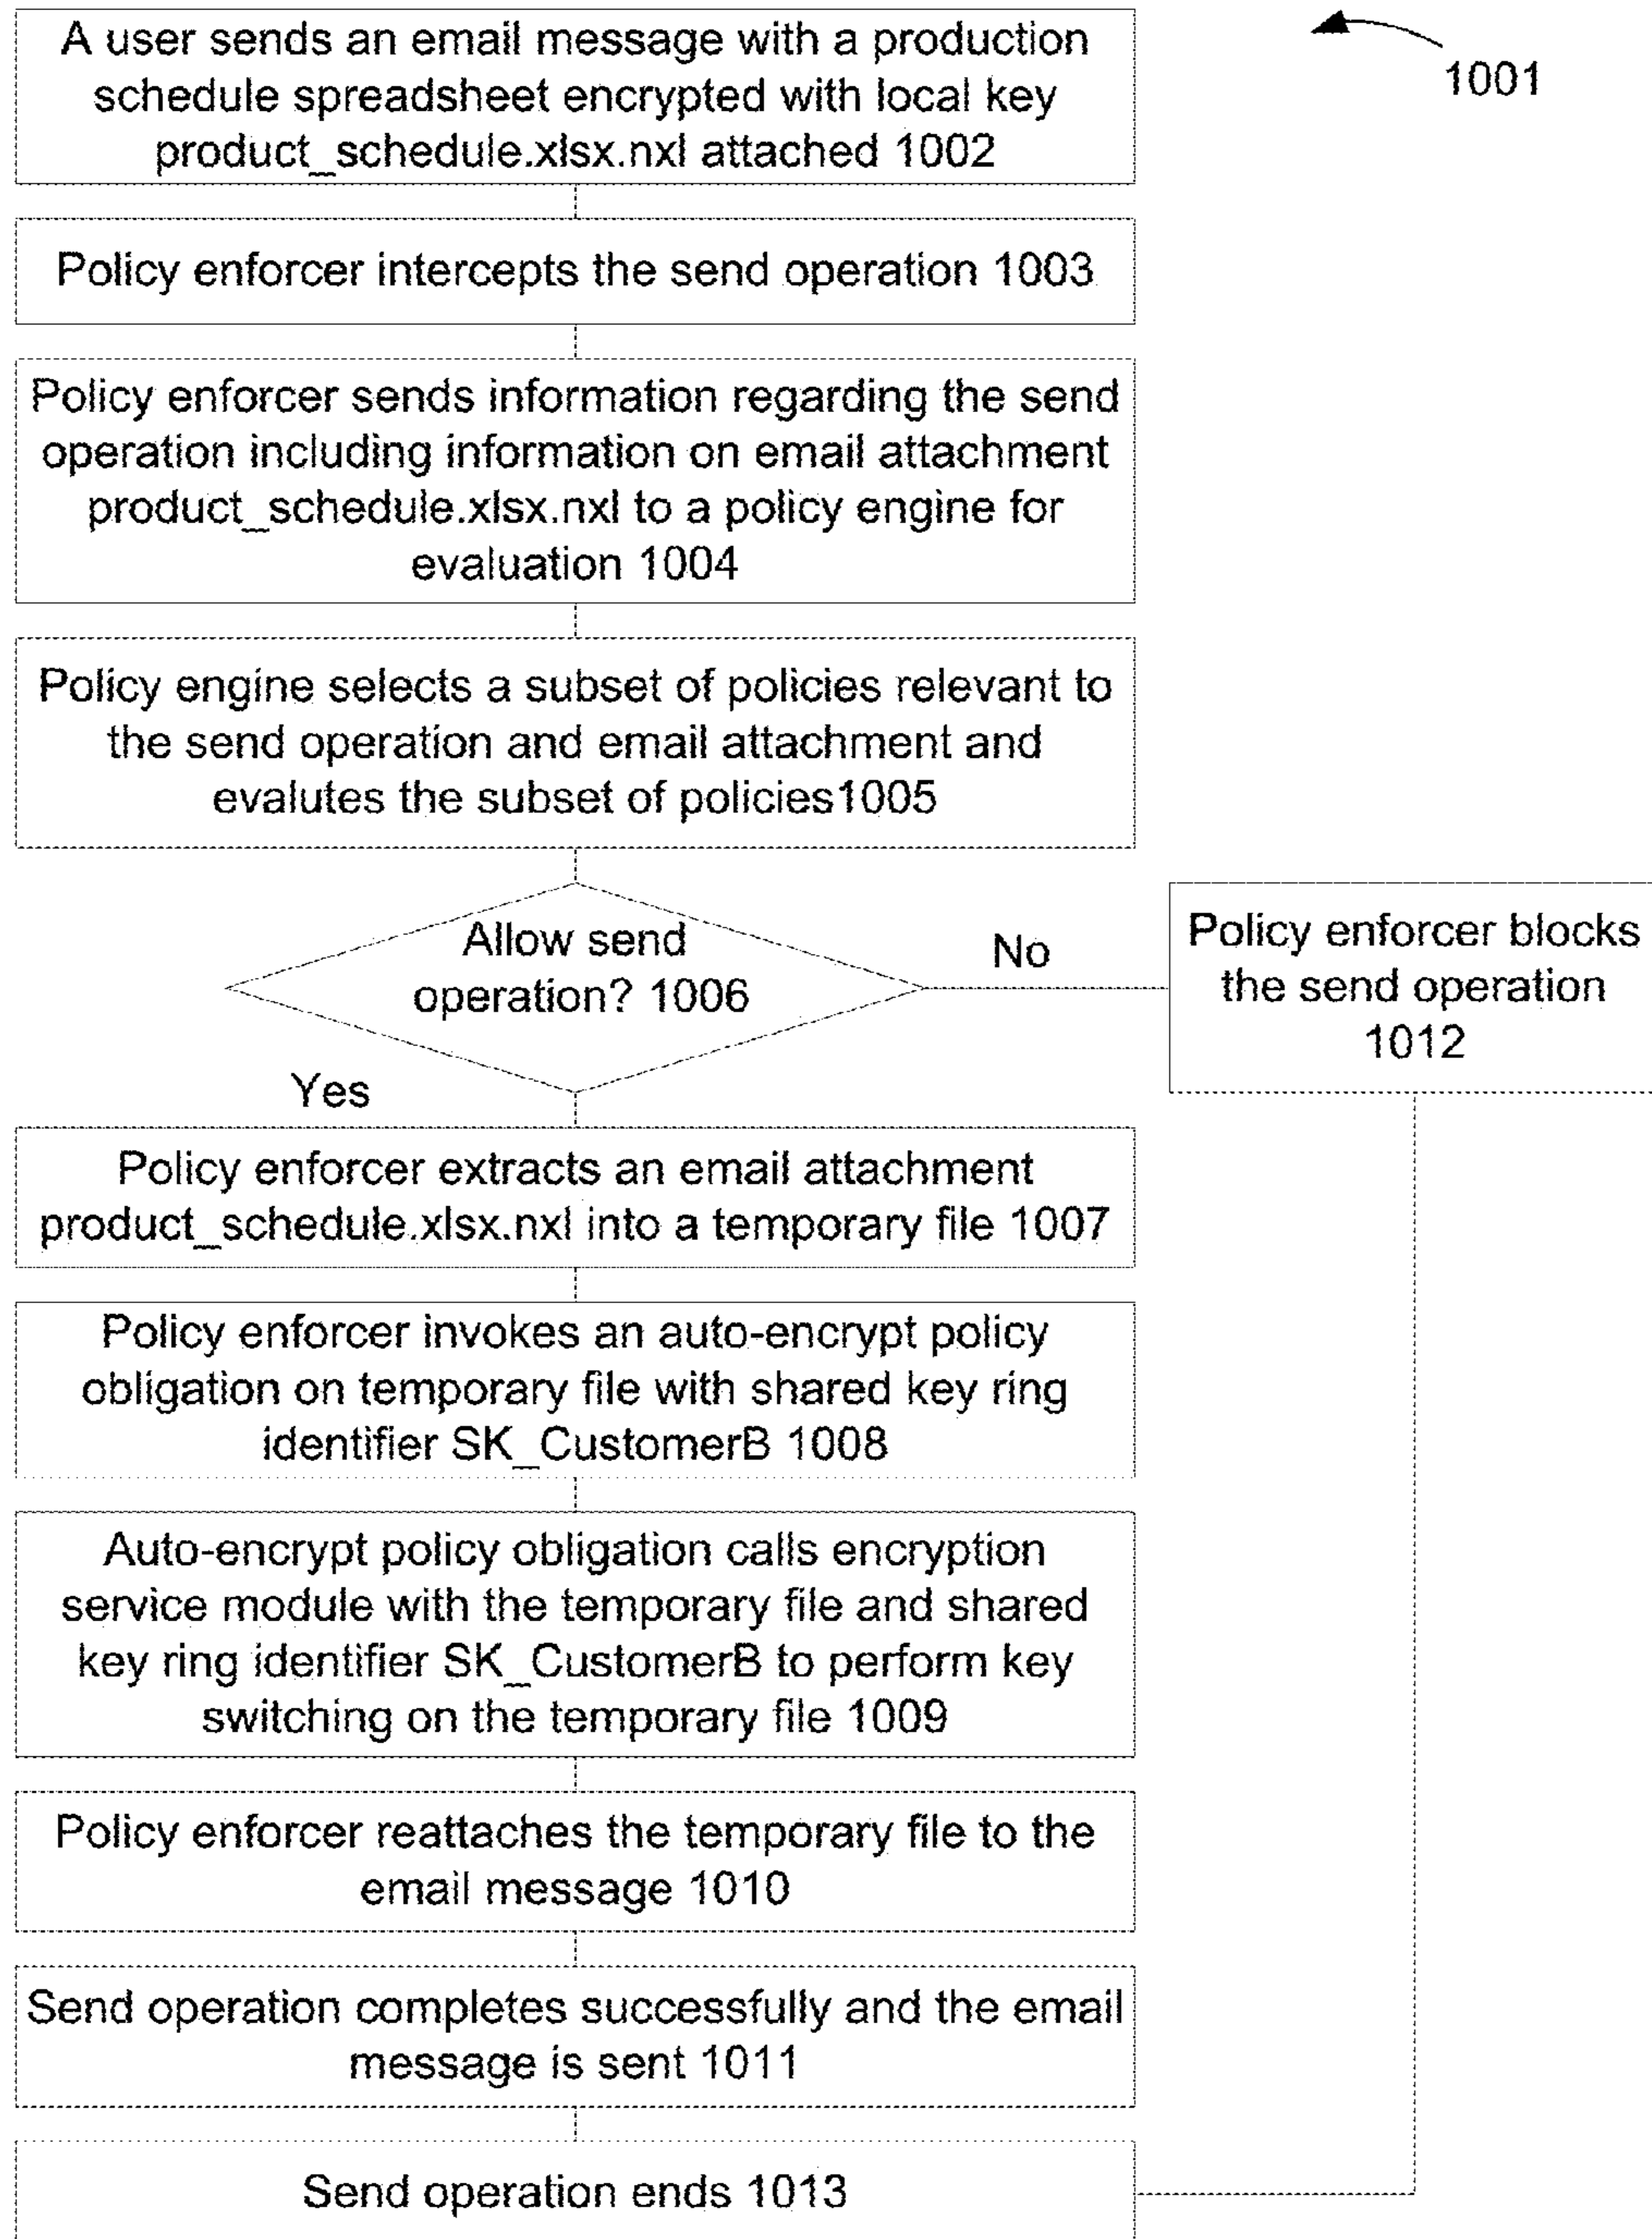 A user sends an email message with a production
schedule spreadsheet encrypted with local key
product_schedule.xlsx.nxl attached 1002
1001
Policy enforcer intercepts the send operation 1003
Policy enforcer sends information regarding the send
operation including information on email attachment
product_schedule.xlsx.nxl to a policy engine for
evaluation 1004
Policy engine selects a subset of policies relevant to
the send operation and email attachment and
evalutes the subset of policies1005
Allow send
operation? 1006
No
Policy enforcer blocks
the send operation
1012
Yes
Policy enforcer extracts an email attachment
product_schedule.xlsx.nxl into a temporary file 1007
Policy enforcer invokes an auto-encrypt policy
obligation on temporary file with shared key ring
identifier SK_CustomerB 1008
Auto-encrypt policy obligation calls encryption
service module with the temporary file and shared
key ring identifier SK_CustomerB to perform key
switching on the temporary file 1009
Policy enforcer reattaches the temporary file to the
email message 1010
Send operation completes successfully and the email
message is sent 1011
Send operation ends 1013